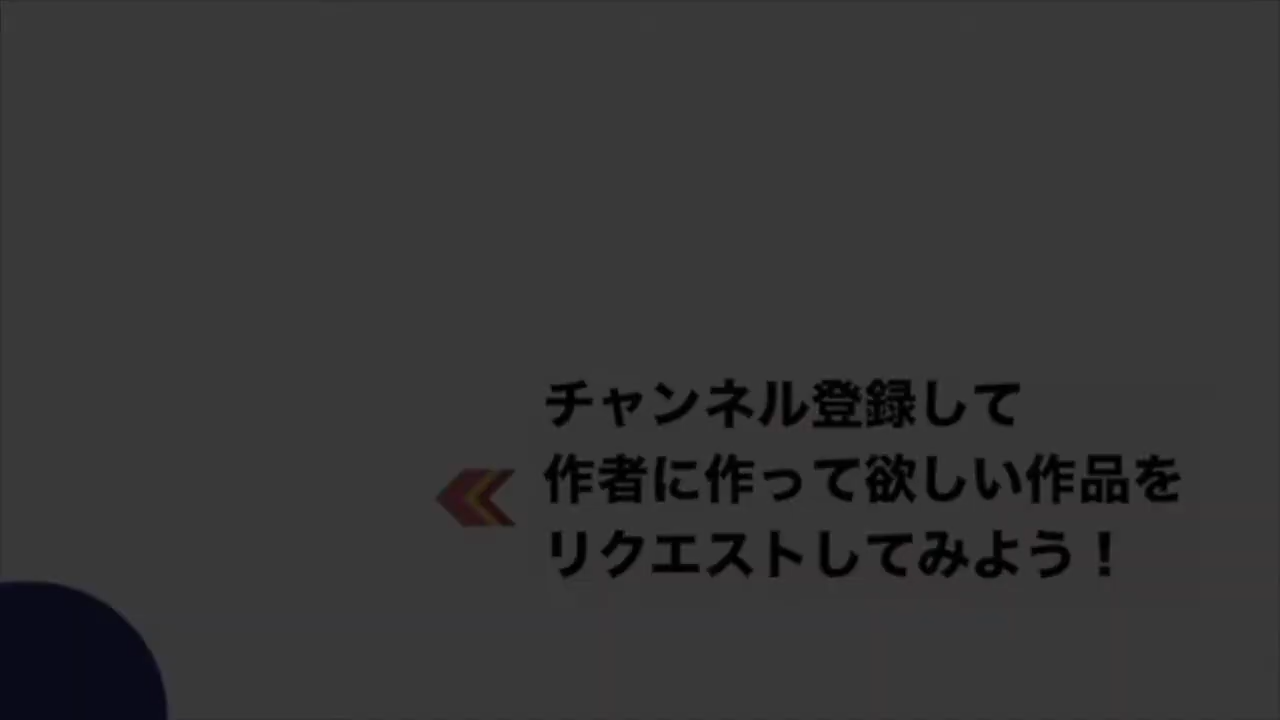 チャンネル登録して
作者に作って欲しい作品を
リクエストしてみよう！